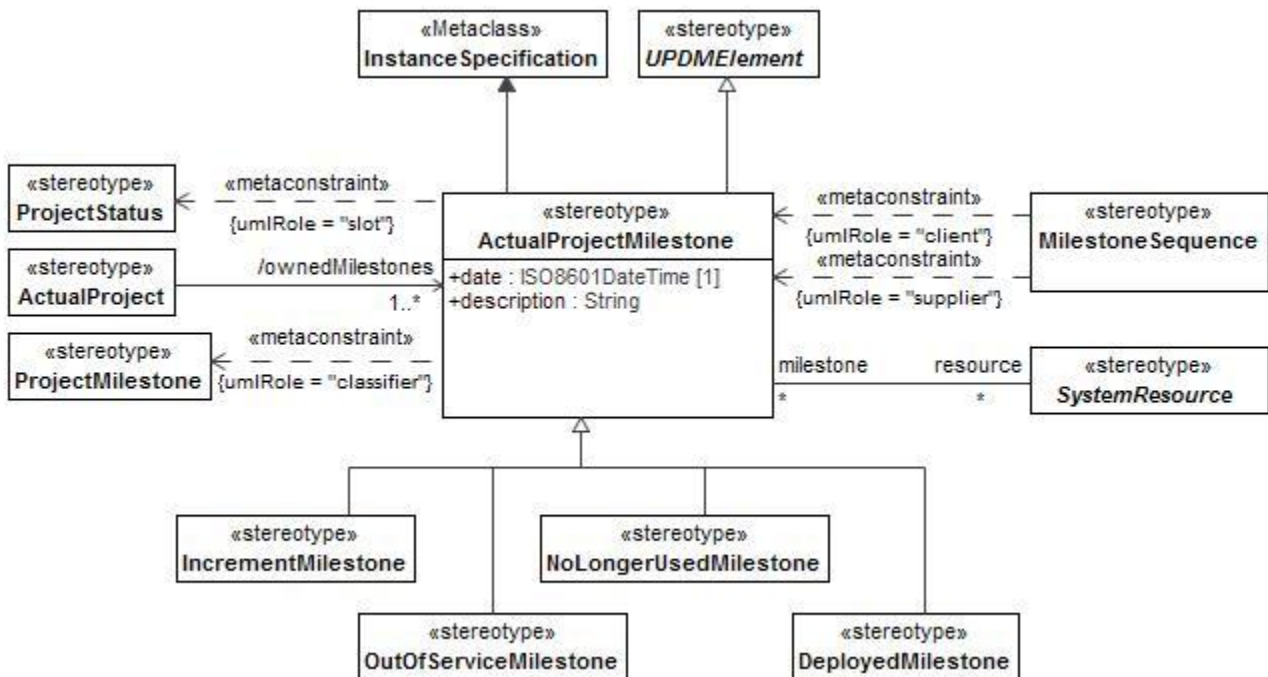 «Metaclass»
InstanceSpecification
«stereotype»
UPDMElement
«stereotype»
ProjectStatus
«metaconstraint»
{umlRole = "slot"}
«stereotype»
ActualProject
/ownedMilestones
1..*
«stereotype»
ProjectMilestone
«metaconstraint»
{umlRole = "classifier"}
«stereotype»
ActualProjectMilestone
+date : ISO8601DateTime [1]
+description : String
«metaconstraint»
{umlRole = "client"}
«metaconstraint»
{umlRole = "supplier"}
«stereotype»
MilestoneSequence
milestone
*
resource
*
«stereotype»
SystemResource
«stereotype»
IncrementMilestone
«stereotype»
NoLongerUsedMilestone
«stereotype»
OutOfServiceMilestone
«stereotype»
DeployedMilestone